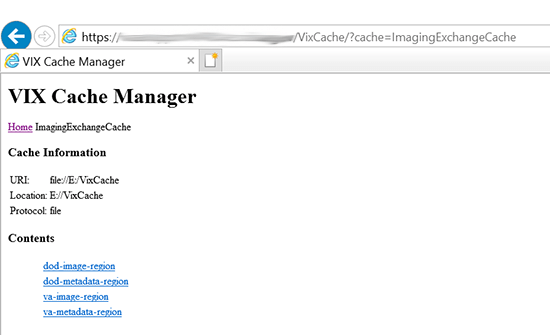 https://
/VixCache/?cache=ImagingExchangeCache
VIX Cache Manager
VIX Cache Manager
Home ImagingExchangeCache
Cache Information
URI: file://E:/VixCache
Location: E://VixCache
Protocol: file
Contents
dod-image-region
dod-metadata-region
va-image-region
va-metadata-region